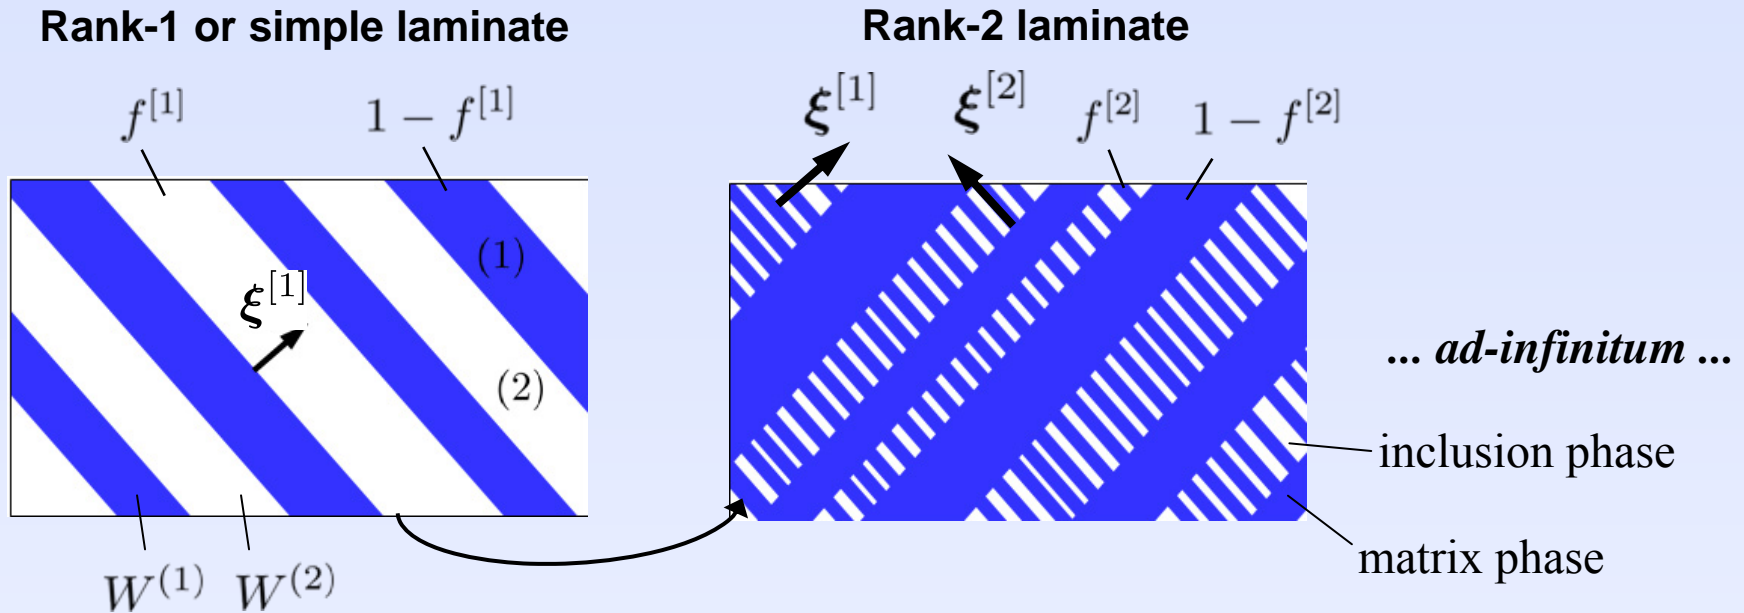 Rank-1 or simple laminate
f^{[1]} 1 − f^{[1]}
ξ^{[1]}
(1)
(2)
W^{(1)} W^{(2)}
Rank-2 laminate
ξ^{[1]} ξ^{[2]} f^{[2]} 1 − f^{[2]}
... ad-infinitum ...
inclusion phase
matrix phase